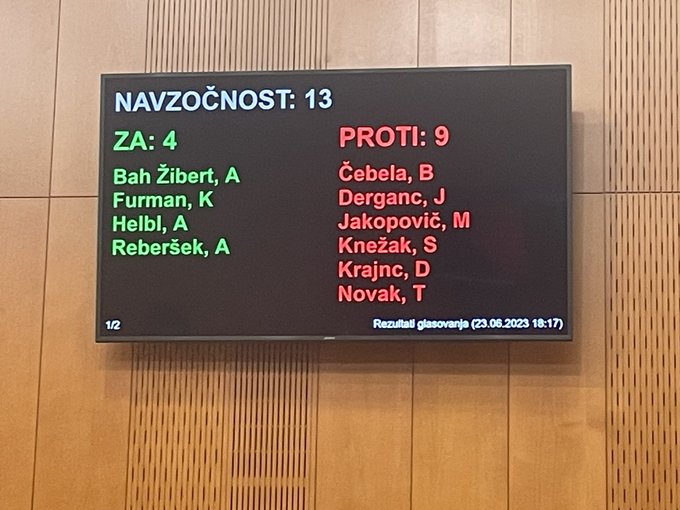 NAVZOČNOST: 13
ZA: 4
Bah Žibert, A
Furman, K
Helbl, A
Reberšek, A
PROTI: 9
Čebela, B
Derganc, J
Jakopovič, M
Knežak, S
Krajnc, D
Novak, T
1/2
Rezultati glasovanja (23.06.2023 18:17)